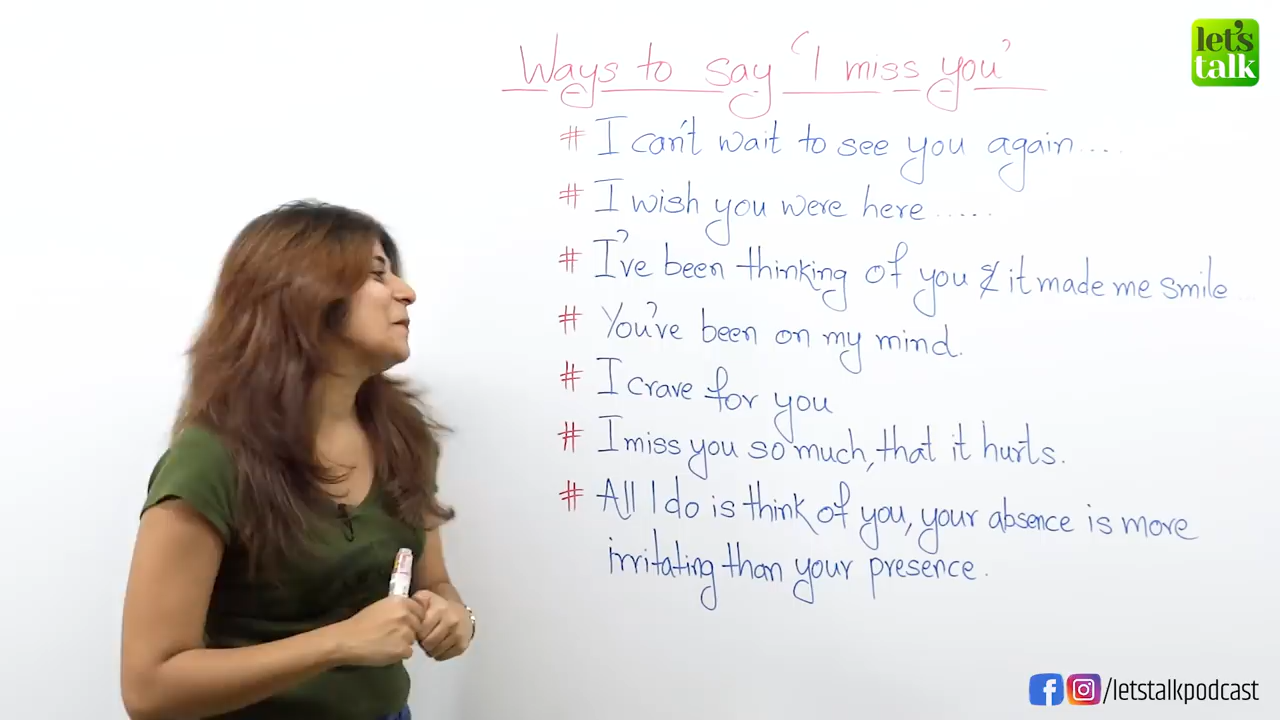 Ways to say 'I miss you'
let's
talk
# I can't wait to see you again....
# I wish you were here.....
# I've been thinking of you & it made me smile...
# You've been on my mind.
# I crave for you
# I miss you so much, that it hurts.
# All I do is think of you, your absence is more
irritating than your presence.
/letstalkpodcast